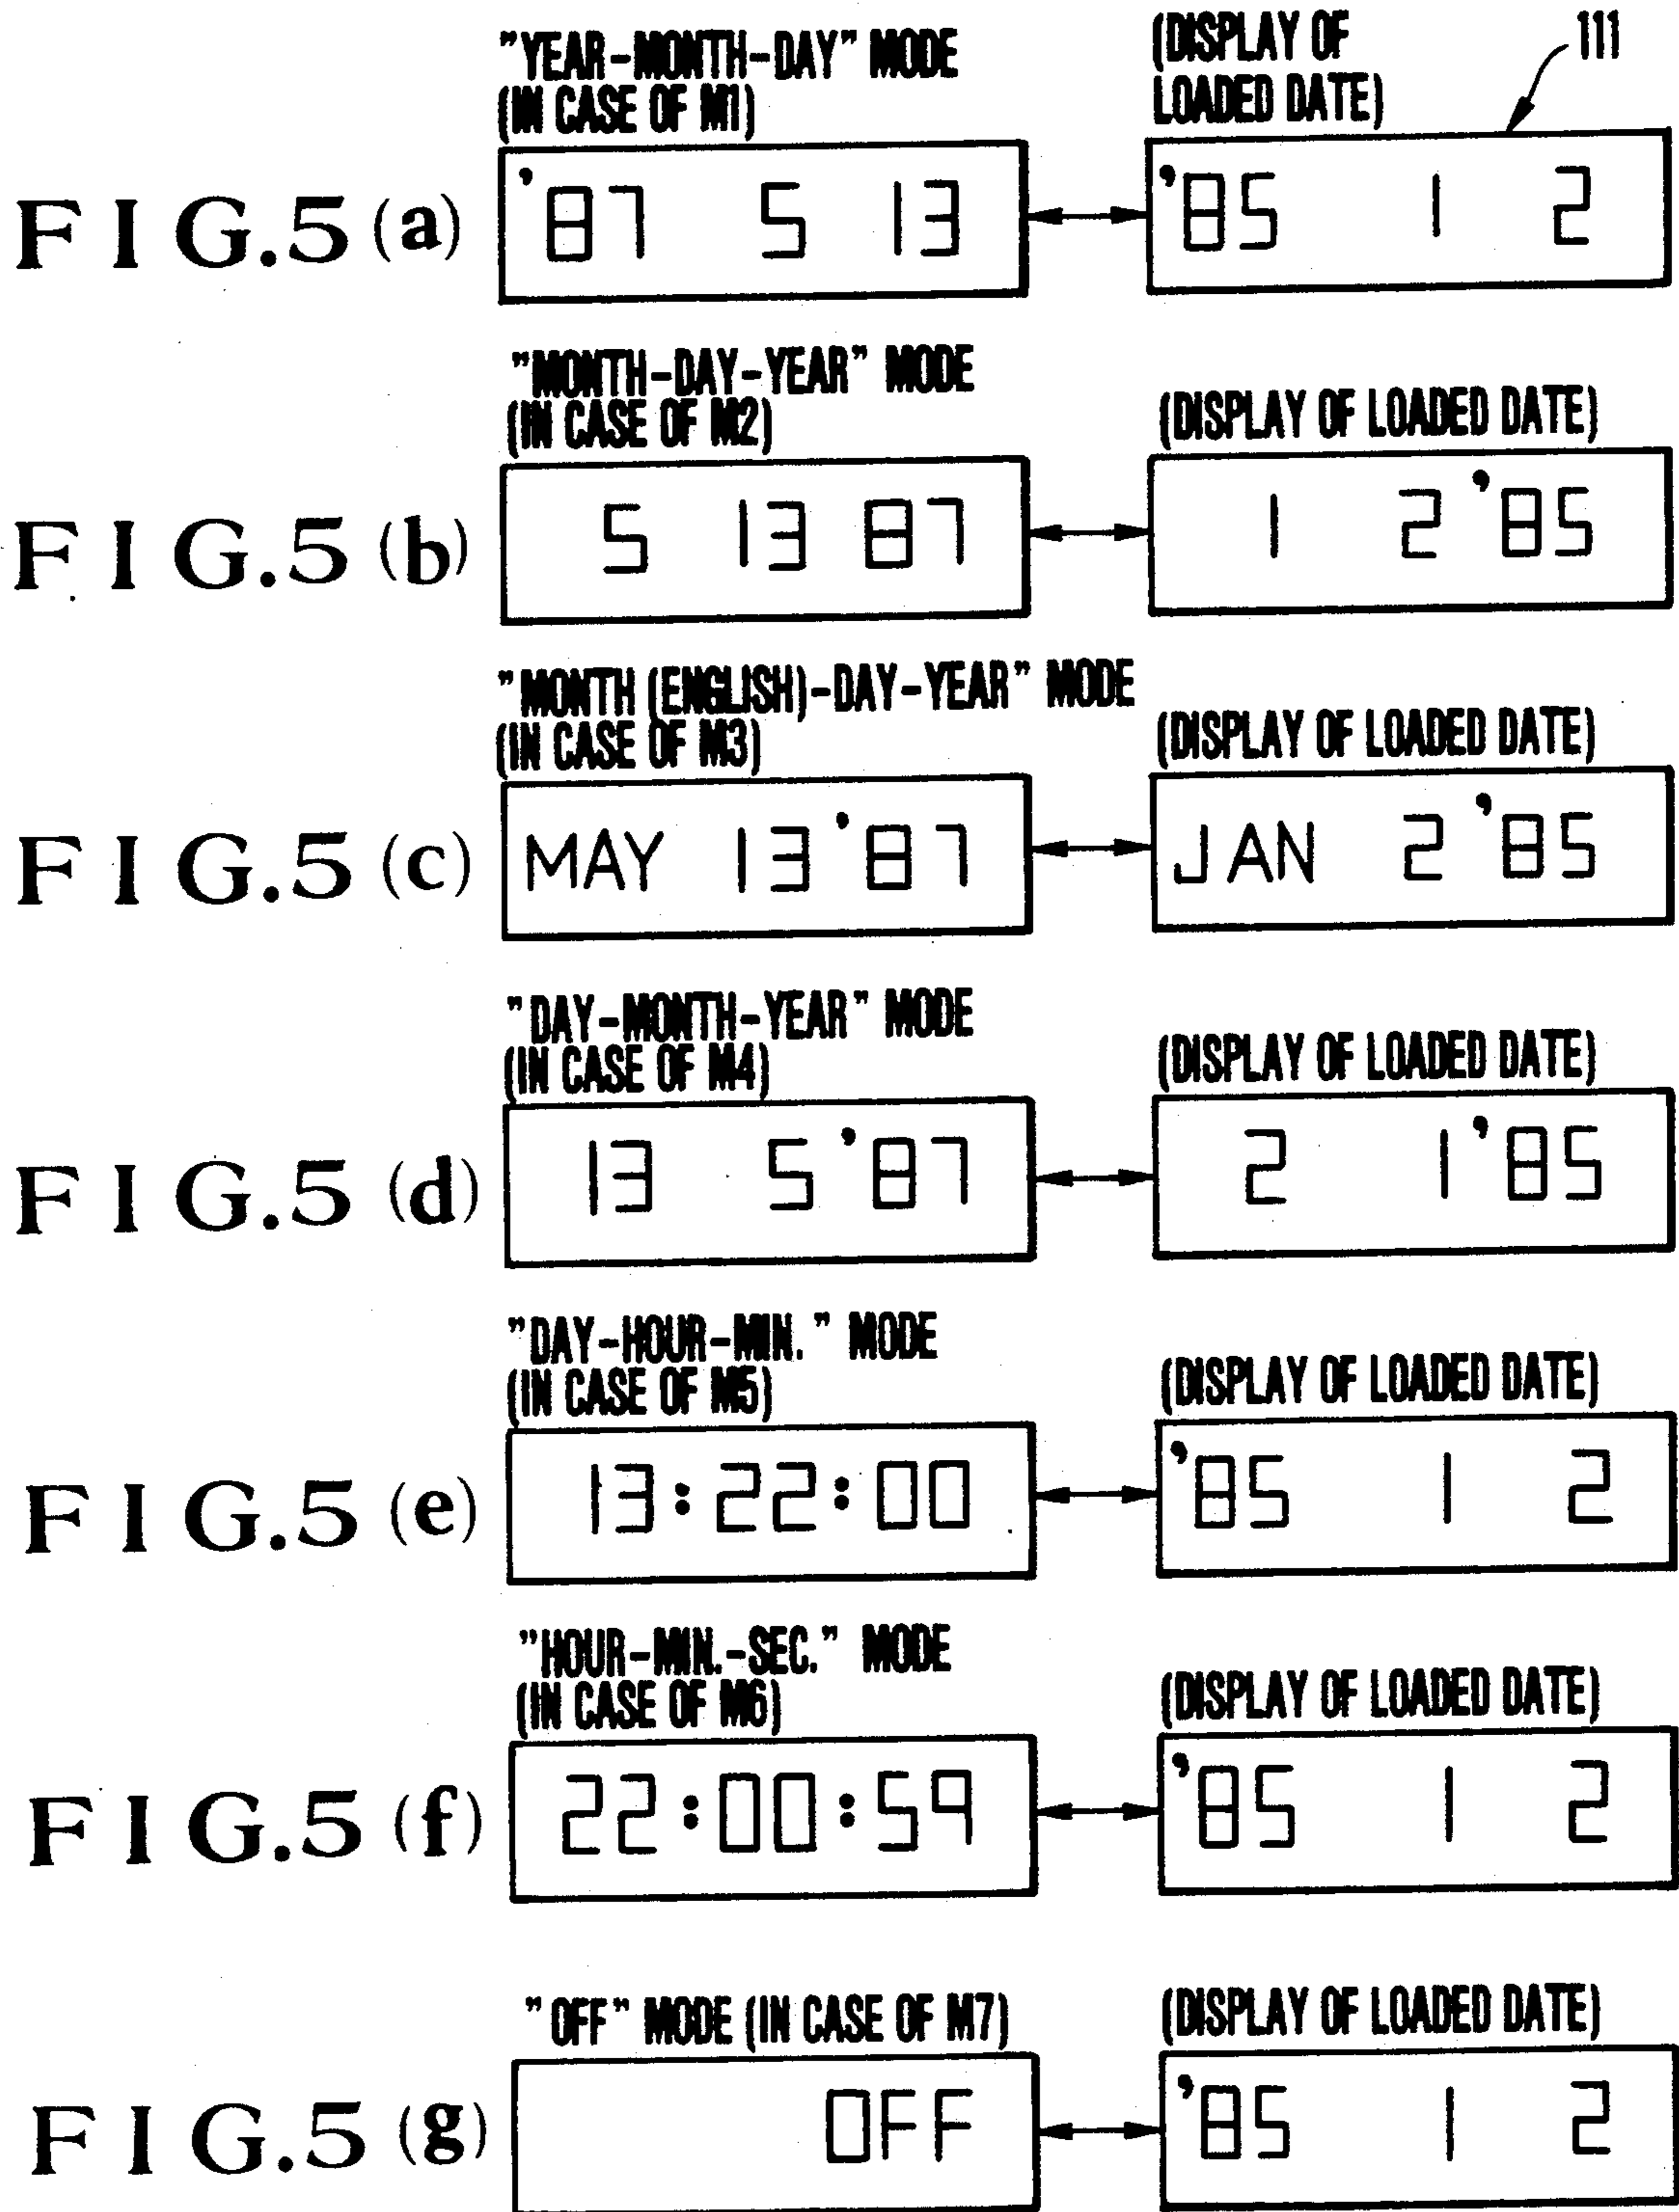 "YEAR-MONTH-DAY" MODE
(IN CASE OF M1)
(DISPLAY OF
LOADED DATE)
111
FIG.5 (a)
'87 5 13
'85 1 2
"MONTH-DAY-YEAR" MODE
(IN CASE OF M2)
(DISPLAY OF LOADED DATE)
FIG.5 (b)
5 13 87
1 2 '85
"MONTH (ENGLISH)-DAY-YEAR" MODE
(IN CASE OF M3)
(DISPLAY OF LOADED DATE)
FIG.5 (c)
MAY 13 '87
JAN 2 '85
"DAY-MONTH-YEAR" MODE
(IN CASE OF M4)
(DISPLAY OF LOADED DATE)
FIG.5 (d)
13 5 '87
2 1 '85
"DAY-HOUR-MIN." MODE
(IN CASE OF M5)
(DISPLAY OF LOADED DATE)
FIG.5 (e)
13:22:00
'85 1 2
"HOUR-MIN.-SEC." MODE
(IN CASE OF M6)
(DISPLAY OF LOADED DATE)
FIG.5 (f)
22:00:59
'85 1 2
"OFF" MODE (IN CASE OF M7)
(DISPLAY OF LOADED DATE)
FIG.5 (g)
OFF
'85 1 2